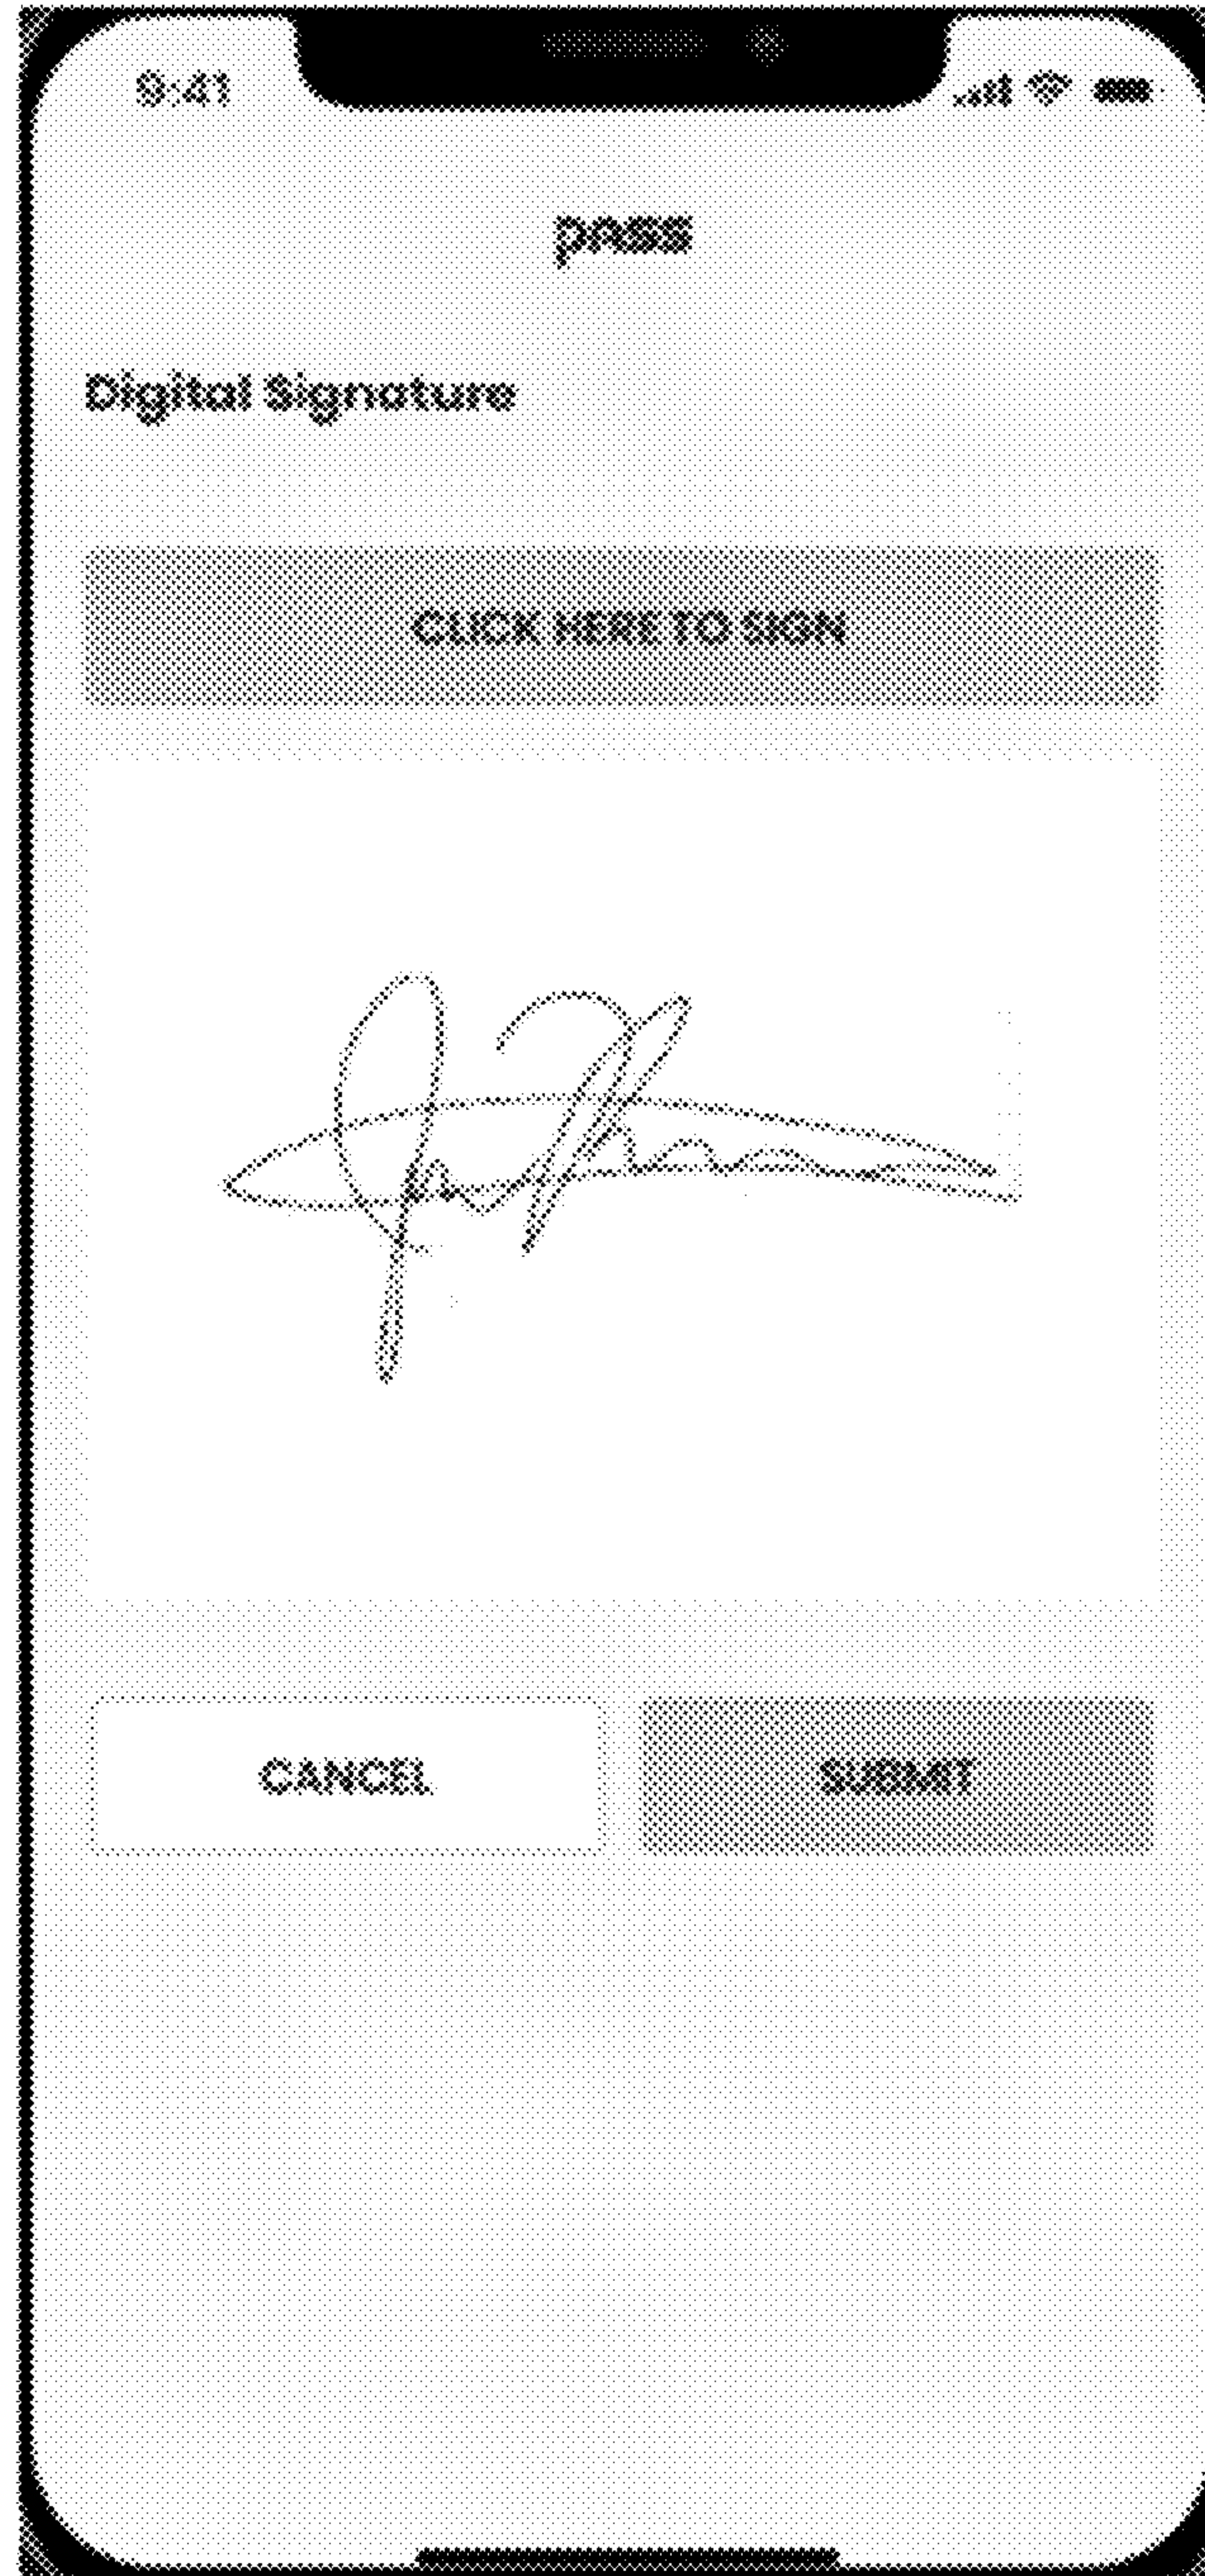 9:41
pass
Digital Signature
CLICK HERE TO SIGN
CANCEL
SUBMIT